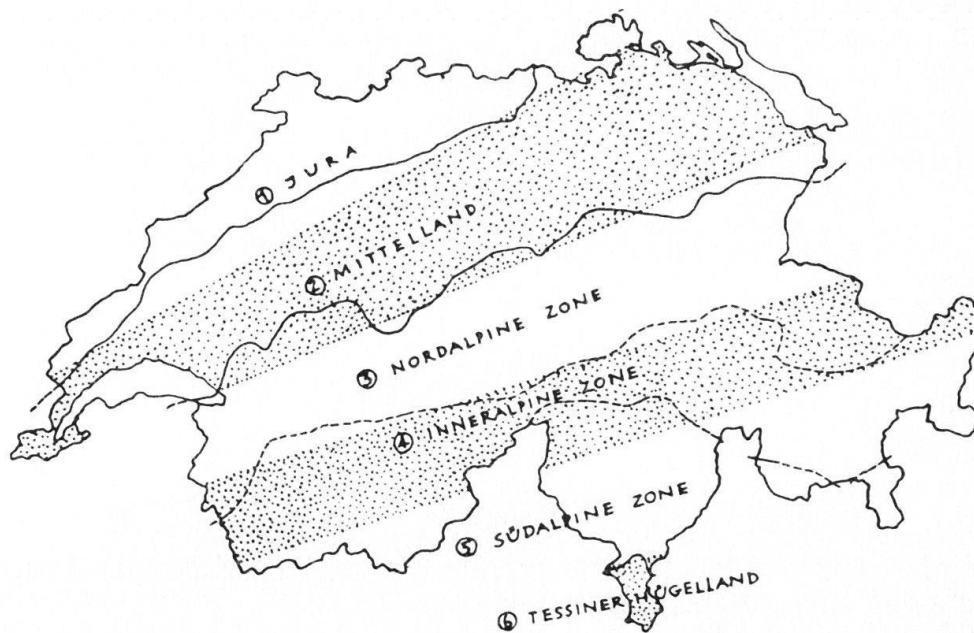 ① JURA
② MITTELLAND
③ NORDALPINE ZONE
④ INNERALPINE ZONE
⑤ SÜDALPINE ZONE
⑥ TESSINER HÜGELLAND